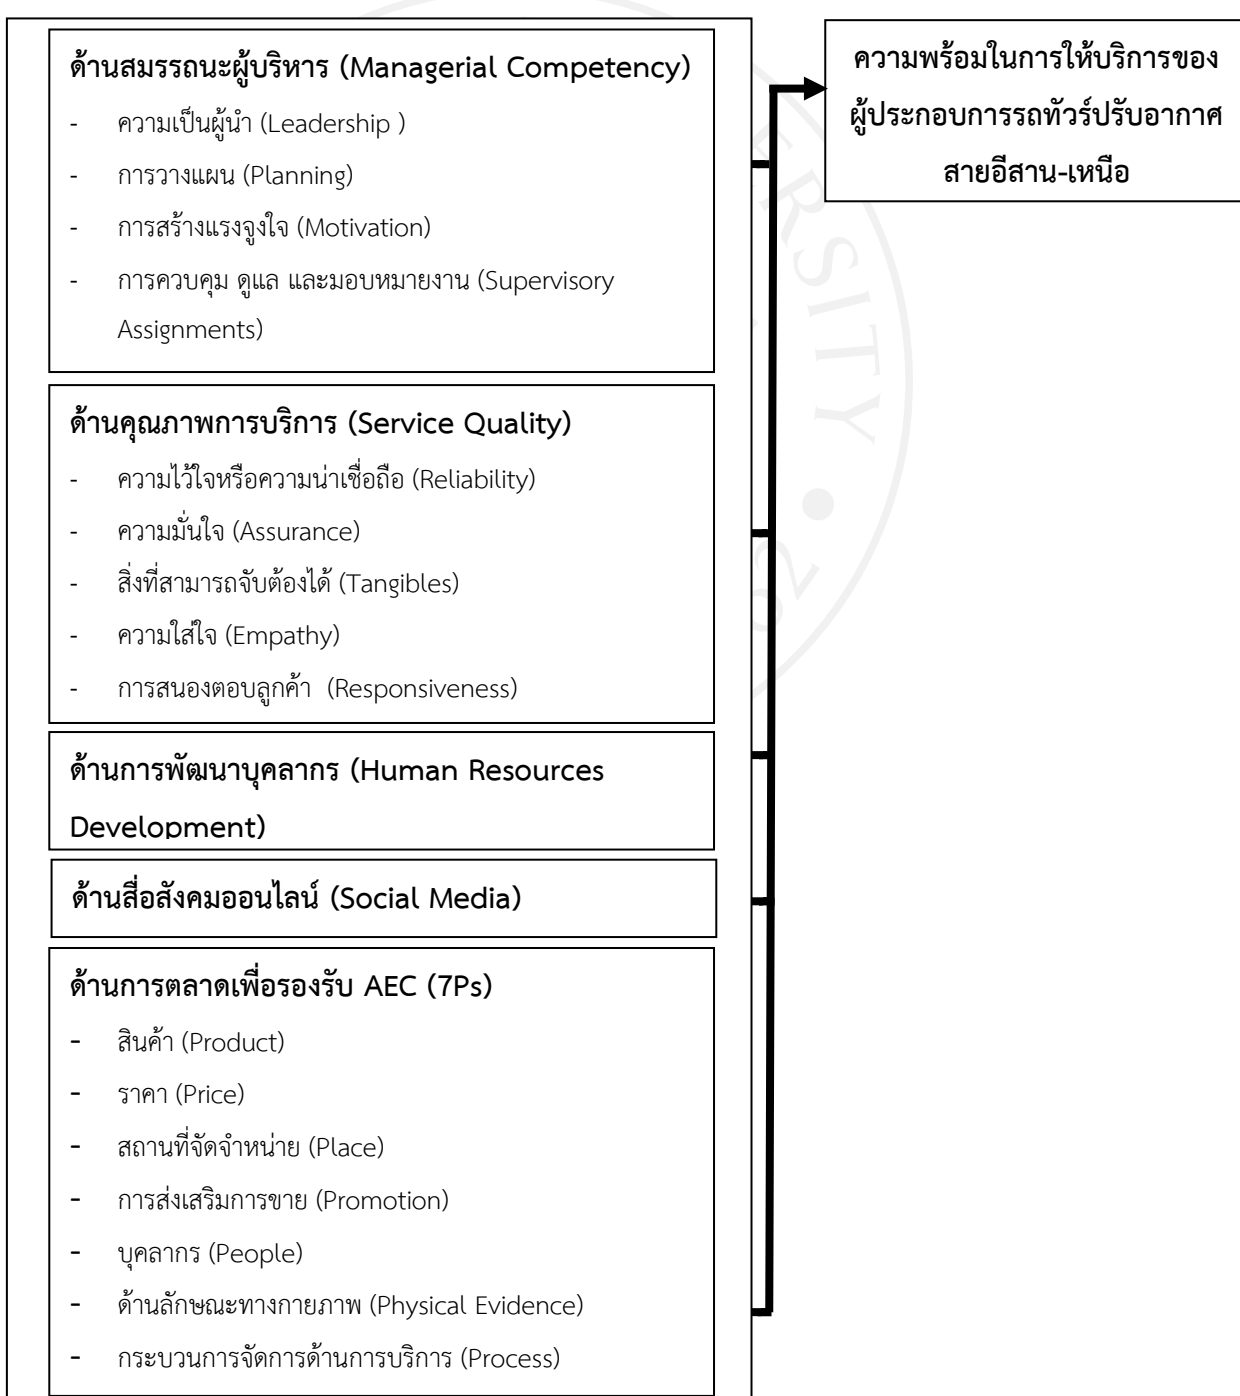 ด้านสมรรถนะผู้บริหาร (Managerial Competency)
- ความเป็นผู้นำ (Leadership )
- การวางแผน (Planning)
- การสร้างแรงจูงใจ (Motivation)
- การควบคุม ดูแล และมอบหมายงาน (Supervisory
Assignments)
ด้านคุณภาพการบริการ (Service Quality)
- ความไว้ใจหรือความน่าเชื่อถือ (Reliability)
- ความมั่นใจ (Assurance)
- สิ่งที่สามารถจับต้องได้ (Tangibles)
- ความใส่ใจ (Empathy)
- การสนองตอบลูกค้า (Responsiveness)
ด้านการพัฒนาบุคลากร (Human Resources
Development)
ด้านสื่อสังคมออนไลน์ (Social Media)
ด้านการตลาดเพื่อรองรับ AEC (7Ps)
- สินค้า (Product)
- ราคา (Price)
- สถานที่จัดจำหน่าย (Place)
- การส่งเสริมการขาย (Promotion)
- บุคลากร (People)
- ด้านลักษณะทางกายภาพ (Physical Evidence)
- กระบวนการจัดการด้านการบริการ (Process)
ความพร้อมในการให้บริการของ
ผู้ประกอบการรถทัวร์ปรับอากาศ
สายอีสาน-เหนือ